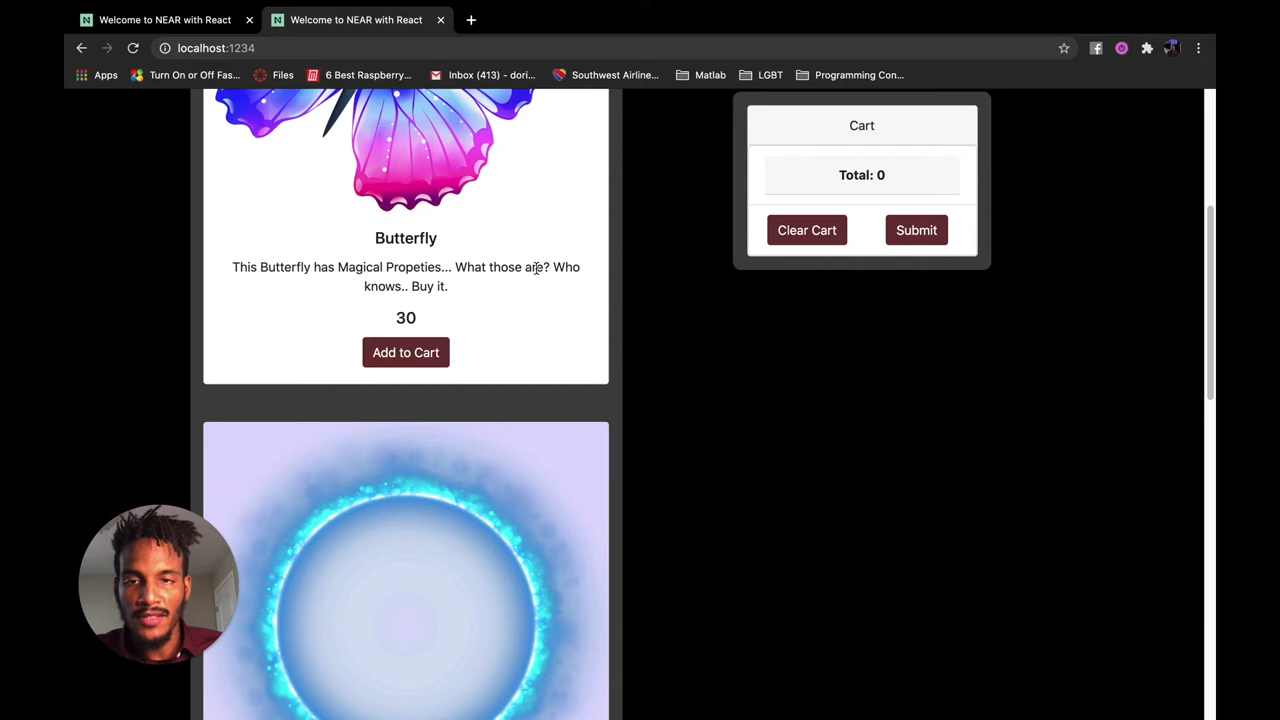 Welcome to NEAR with React
Welcome to NEAR with React
localhost:1234
Apps
Turn On or Off Fas...
Files
6 Best Raspberry...
Inbox (413) – dori...
Southwest Airline...
Matlab
LGBT
Programming Con...
Cart
Total: 0
Clear Cart
Submit
Butterfly
This Butterfly has Magical Propeties... What those are? Who
knows.. Buy it.
30
Add to Cart